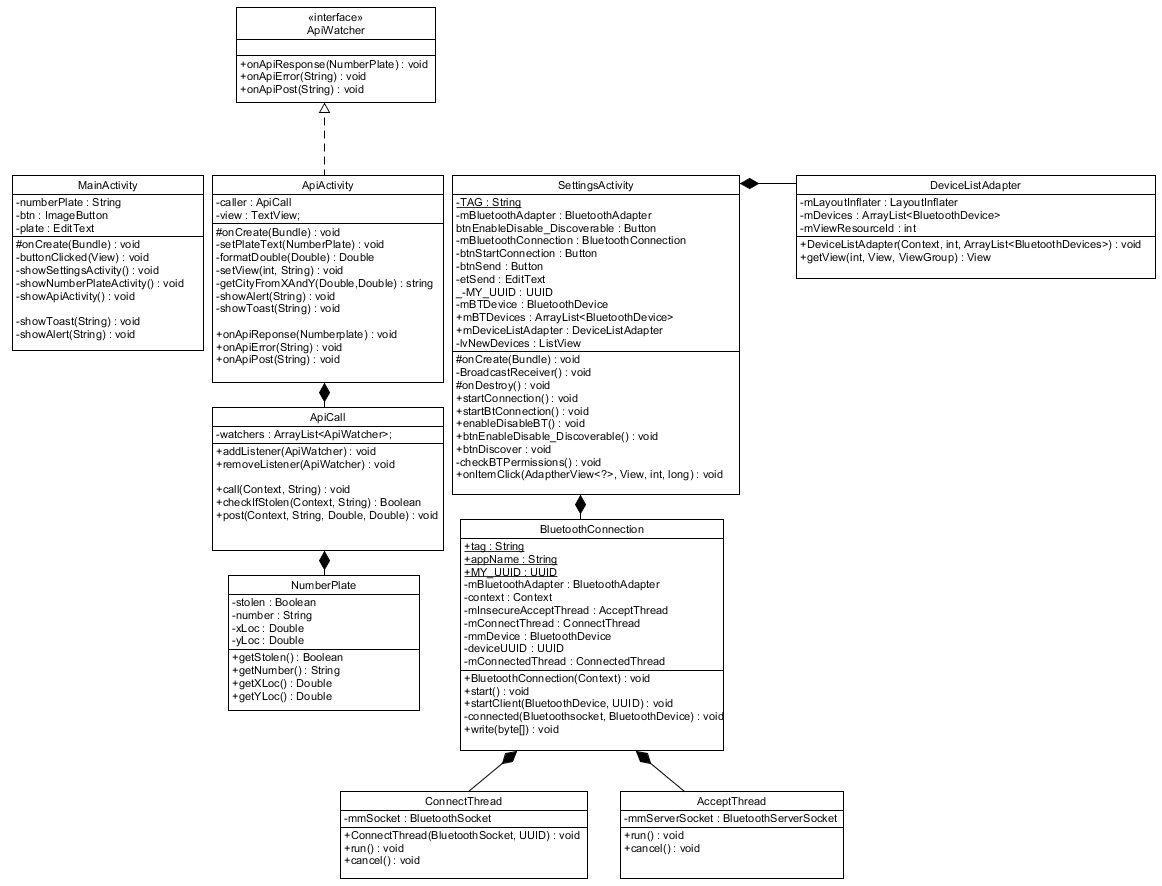 «interface»
ApiWatcher
+onApiResponse(NumberPlate) : void
+onApiError(String) : void
+onApiPost(String) : void
MainActivity
-numberPlate : String
-btn : ImageButton
-plate : EditText
#onCreate(Bundle) : void
-buttonClicked(View) : void
-showSettingsActivity() : void
-showNumberPlateActivity() : void
-showApiActivity() : void
-showToast(String) : void
-showAlert(String) : void
ApiActivity
-caller : ApiCall
-view : TextView;
#onCreate(Bundle) : void
-setPlateText(NumberPlate) : void
-formatDouble(Double) : Double
-setView(int, String) : void
-getCityFromXAndY(Double,Double) : string
-showAlert(String) : void
-showToast(String) : void
+onApiReponse(Numberplate) : void
+onApiError(String) : void
+onApiPost(String) : void
SettingsActivity
-TAG : String
-mBluetoothAdapter : BluetoothAdapter
btnEnableDisable_Discoverable : Button
-mBluetoothConnection : BluetoothConnection
-btnStartConnection : Button
-btnSend : Button
-etSend : EditText
_-MY_UUID : UUID
-mBTDevice : BluetoothDevice
+mBTDevices : ArrayList<BluetoothDevice>
+mDeviceListAdapter : DeviceListAdapter
-lvNewDevices : ListView
#onCreate(Bundle) : void
-BroadcastReceiver() : void
#onDestroy() : void
+startConnection() : void
+startBtConnection() : void
+enableDisableBT() : void
+btnEnableDisable_Discoverable() : void
+btnDiscover : void
-checkBTPermissions() : void
+onItemClick(AdaptherView<?>, View, int, long) : void
DeviceListAdapter
-mLayoutInflater : LayoutInflater
-mDevices : ArrayList<BluetoothDevice>
-mViewResourceId : int
+DeviceListAdapter(Context, int, ArrayList<BluetoothDevices>) : void
+getView(int, View, ViewGroup) : View
ApiCall
-watchers : ArrayList<ApiWatcher>;
+addListener(ApiWatcher) : void
+removeListener(ApiWatcher) : void
+call(Context, String) : void
+checkIfStolen(Context, String) : Boolean
+post(Context, String, Double, Double) : void
NumberPlate
-stolen : Boolean
-number : String
-xLoc : Double
-yLoc : Double
+getStolen() : Boolean
+getNumber() : String
+getXLoc() : Double
+getYLoc() : Double
BluetoothConnection
+tag : String
+appName : String
+MY_UUID : UUID
-mBluetoothAdapter : BluetoothAdapter
-context : Context
-mInsecureAcceptThread : AcceptThread
-mConnectThread : ConnectThread
-mmDevice : BluetoothDevice
-deviceUUID : UUID
-mConnectedThread : ConnectedThread
+BluetoothConnection(Context) : void
+start() : void
+startClient(BluetoothDevice, UUID) : void
-connected(Bluetoothsocket, BluetoothDevice) : void
+write(byte[]) : void
ConnectThread
-mmSocket : BluetoothSocket
+ConnectThread(BluetoothSocket, UUID) : void
+run() : void
+cancel() : void
AcceptThread
-mmServerSocket : BluetoothServerSocket
+run() : void
+cancel() : void